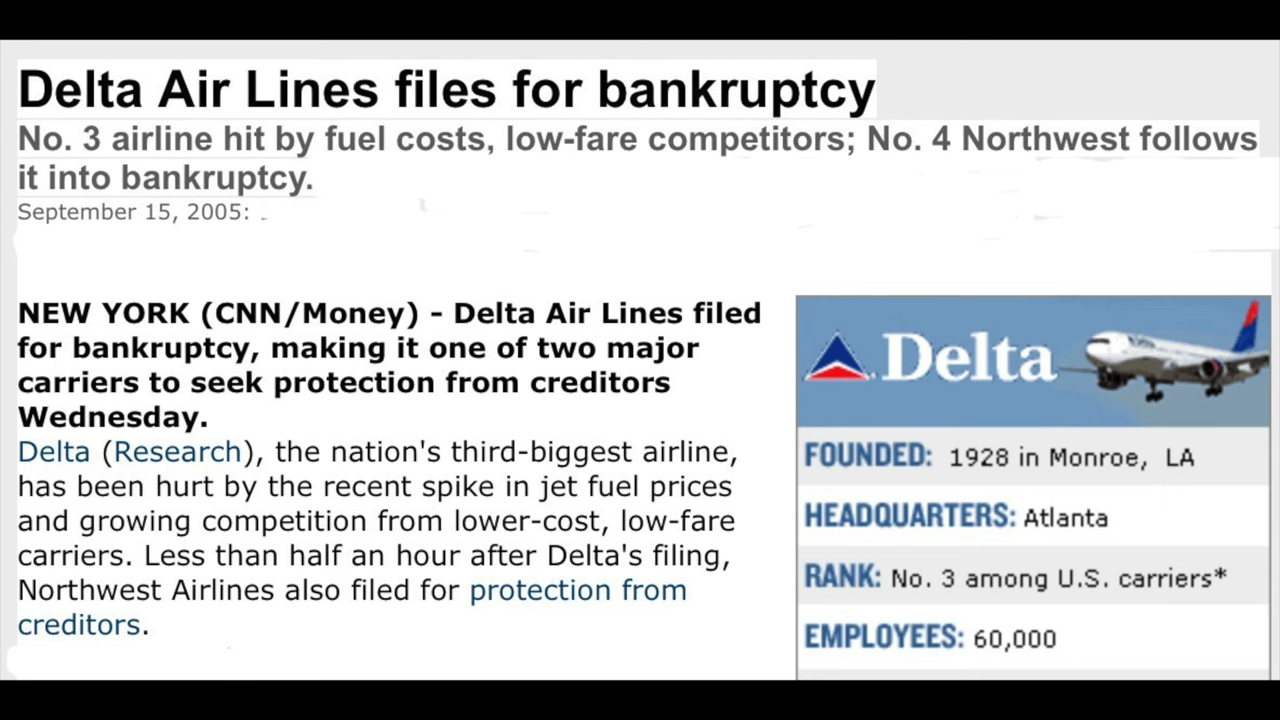 Delta Air Lines files for bankruptcy
No. 3 airline hit by fuel costs, low-fare competitors; No. 4 Northwest follows
it into bankruptcy.
September 15, 2005:
NEW YORK (CNN/Money) - Delta Air Lines filed
for bankruptcy, making it one of two major
carriers to seek protection from creditors
Wednesday.
Delta (Research), the nation's third-biggest airline,
has been hurt by the recent spike in jet fuel prices
and growing competition from lower-cost, low-fare
carriers. Less than half an hour after Delta's filing,
Northwest Airlines also filed for protection from
creditors.
Delta
FOUNDED: 1928 in Monroe, LA
HEADQUARTERS: Atlanta
RANK: No. 3 among U.S. carriers*
EMPLOYEES: 60,000